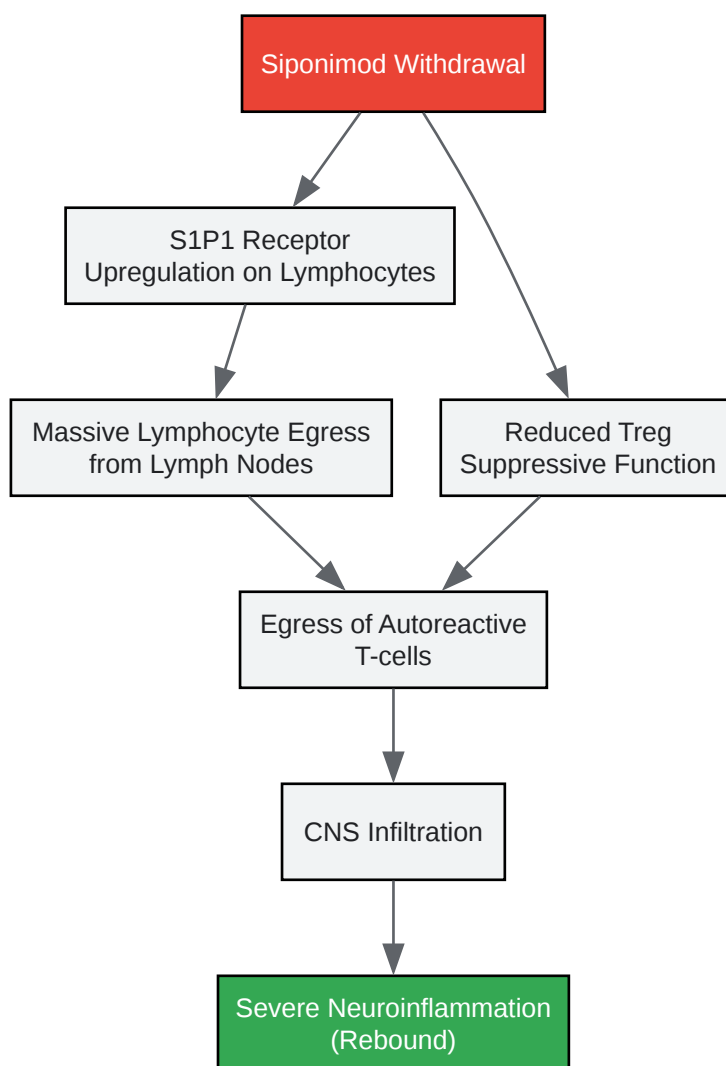 Siponimod Withdrawal
S1P1 Receptor
Upregulation on Lymphocytes
Massive Lymphocyte Egress
from Lymph Nodes
Reduced Treg
Suppressive Function
Egress of Autoreactive
T-cells
CNS Infiltration
Severe Neuroinflammation
(Rebound)